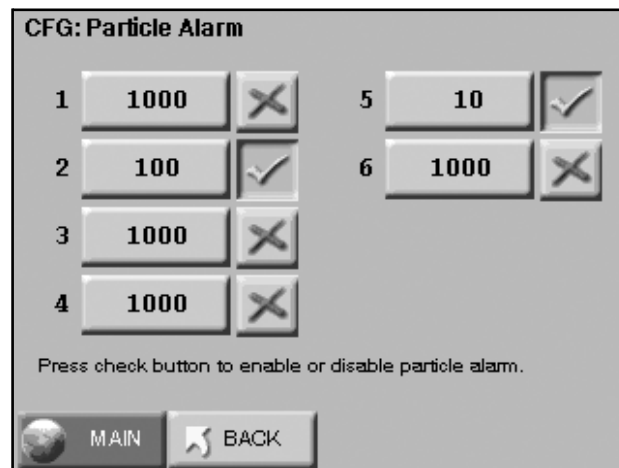 CFG: Particle Alarm
1 1000 5 10
2 100 6 1000
3 1000
4 1000
Press check button to enable or disable particle alarm.
MAIN BACK